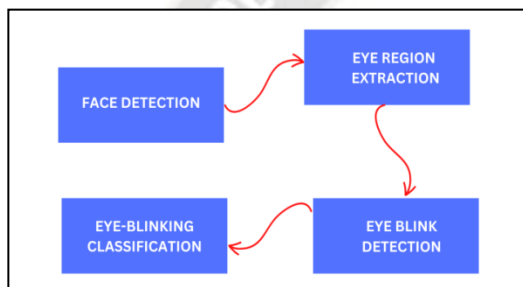 FACE DETECTION
EYE REGION
EXTRACTION
EYE BLINK
DETECTION
EYE-BLINKING
CLASSIFICATION